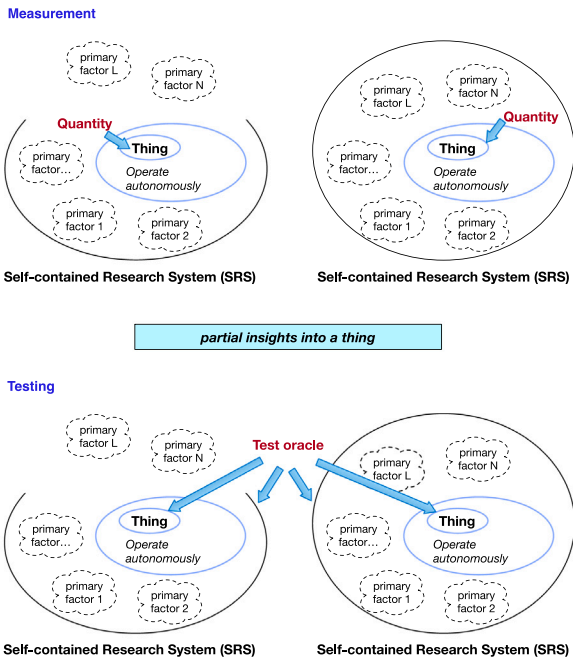 Measurement
primary
factor L
primary
factor N
Quantity
Thing
Operate
autonomously
primary
factor...
primary
factor 1
primary
factor 2
Self-contained Research System (SRS)
primary
factor L
primary
factor N
Quantity
Thing
Operate
autonomously
primary
factor...
primary
factor 1
primary
factor 2
Self-contained Research System (SRS)
partial insights into a thing
Testing
primary
factor L
primary
factor N
Test oracle
Thing
Operate
autonomously
primary
factor...
primary
factor 1
primary
factor 2
Self-contained Research System (SRS)
primary
factor L
primary
factor N
Thing
Operate
autonomously
primary
factor...
primary
factor 1
primary
factor 2
Self-contained Research System (SRS)